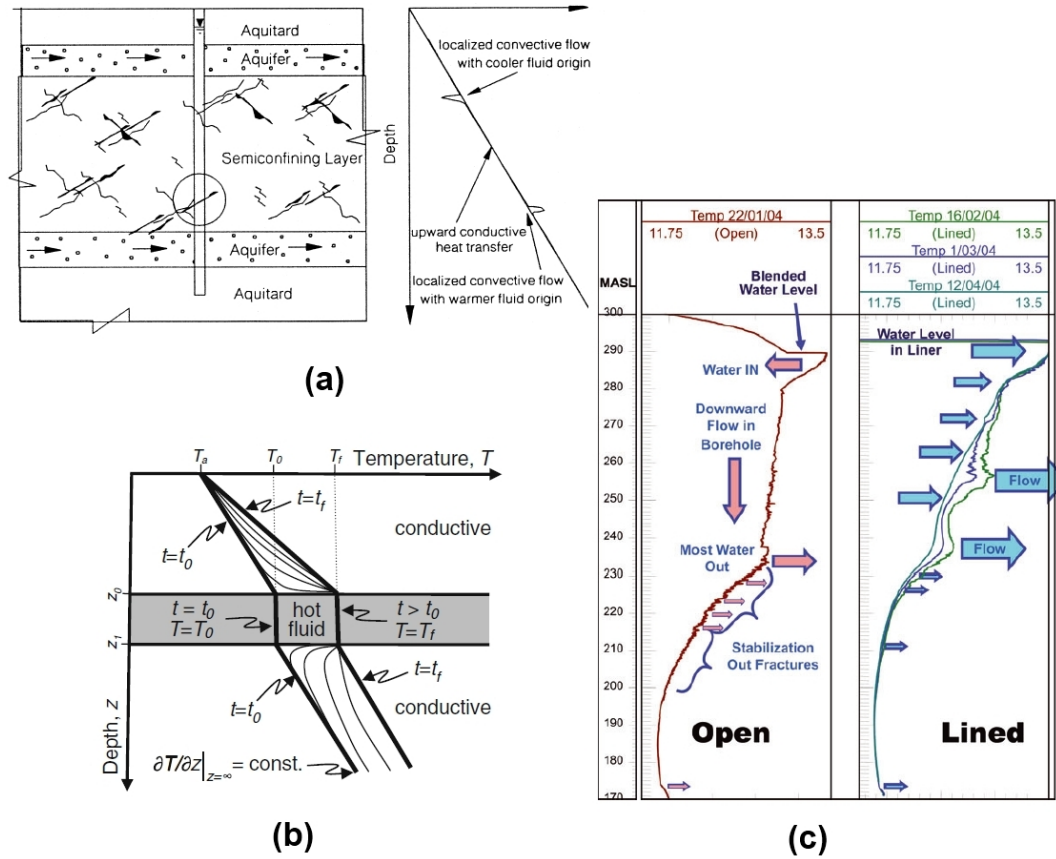 Aquitard
Aquifer
Semiconfining Layer
Aquifer
Aquitard
Depth
localized convective flow
with cooler fluid origin
upward conductive
heat transfer
localized convective flow
with warmer fluid origin
(a)
Tₐ T₀ T_f Temperature, T
t=t_f
t=t₀
conductive
z₀
t = t₀
T=T₀
hot
fluid
t > t₀
T=T_f
z₁
t=t_f
t=t₀
conductive
Depth, z
∂T/∂z|z=∞ = const.
(b)
MASL
300
290
280
270
260
250
240
230
220
210
200
190
180
170
Temp 22/01/04
11.75 (Open) 13.5
Blended
Water Level
Water IN
Downward
Flow in
Borehole
Most Water
Out
Stabilization
Out Fractures
Open
Temp 16/02/04
11.75 (Lined) 13.5
Temp 1/03/04
11.75 (Lined) 13.5
Temp 12/04/04
11.75 (Lined) 13.5
Water Level
in Liner
Flow
Flow
Lined
(c)